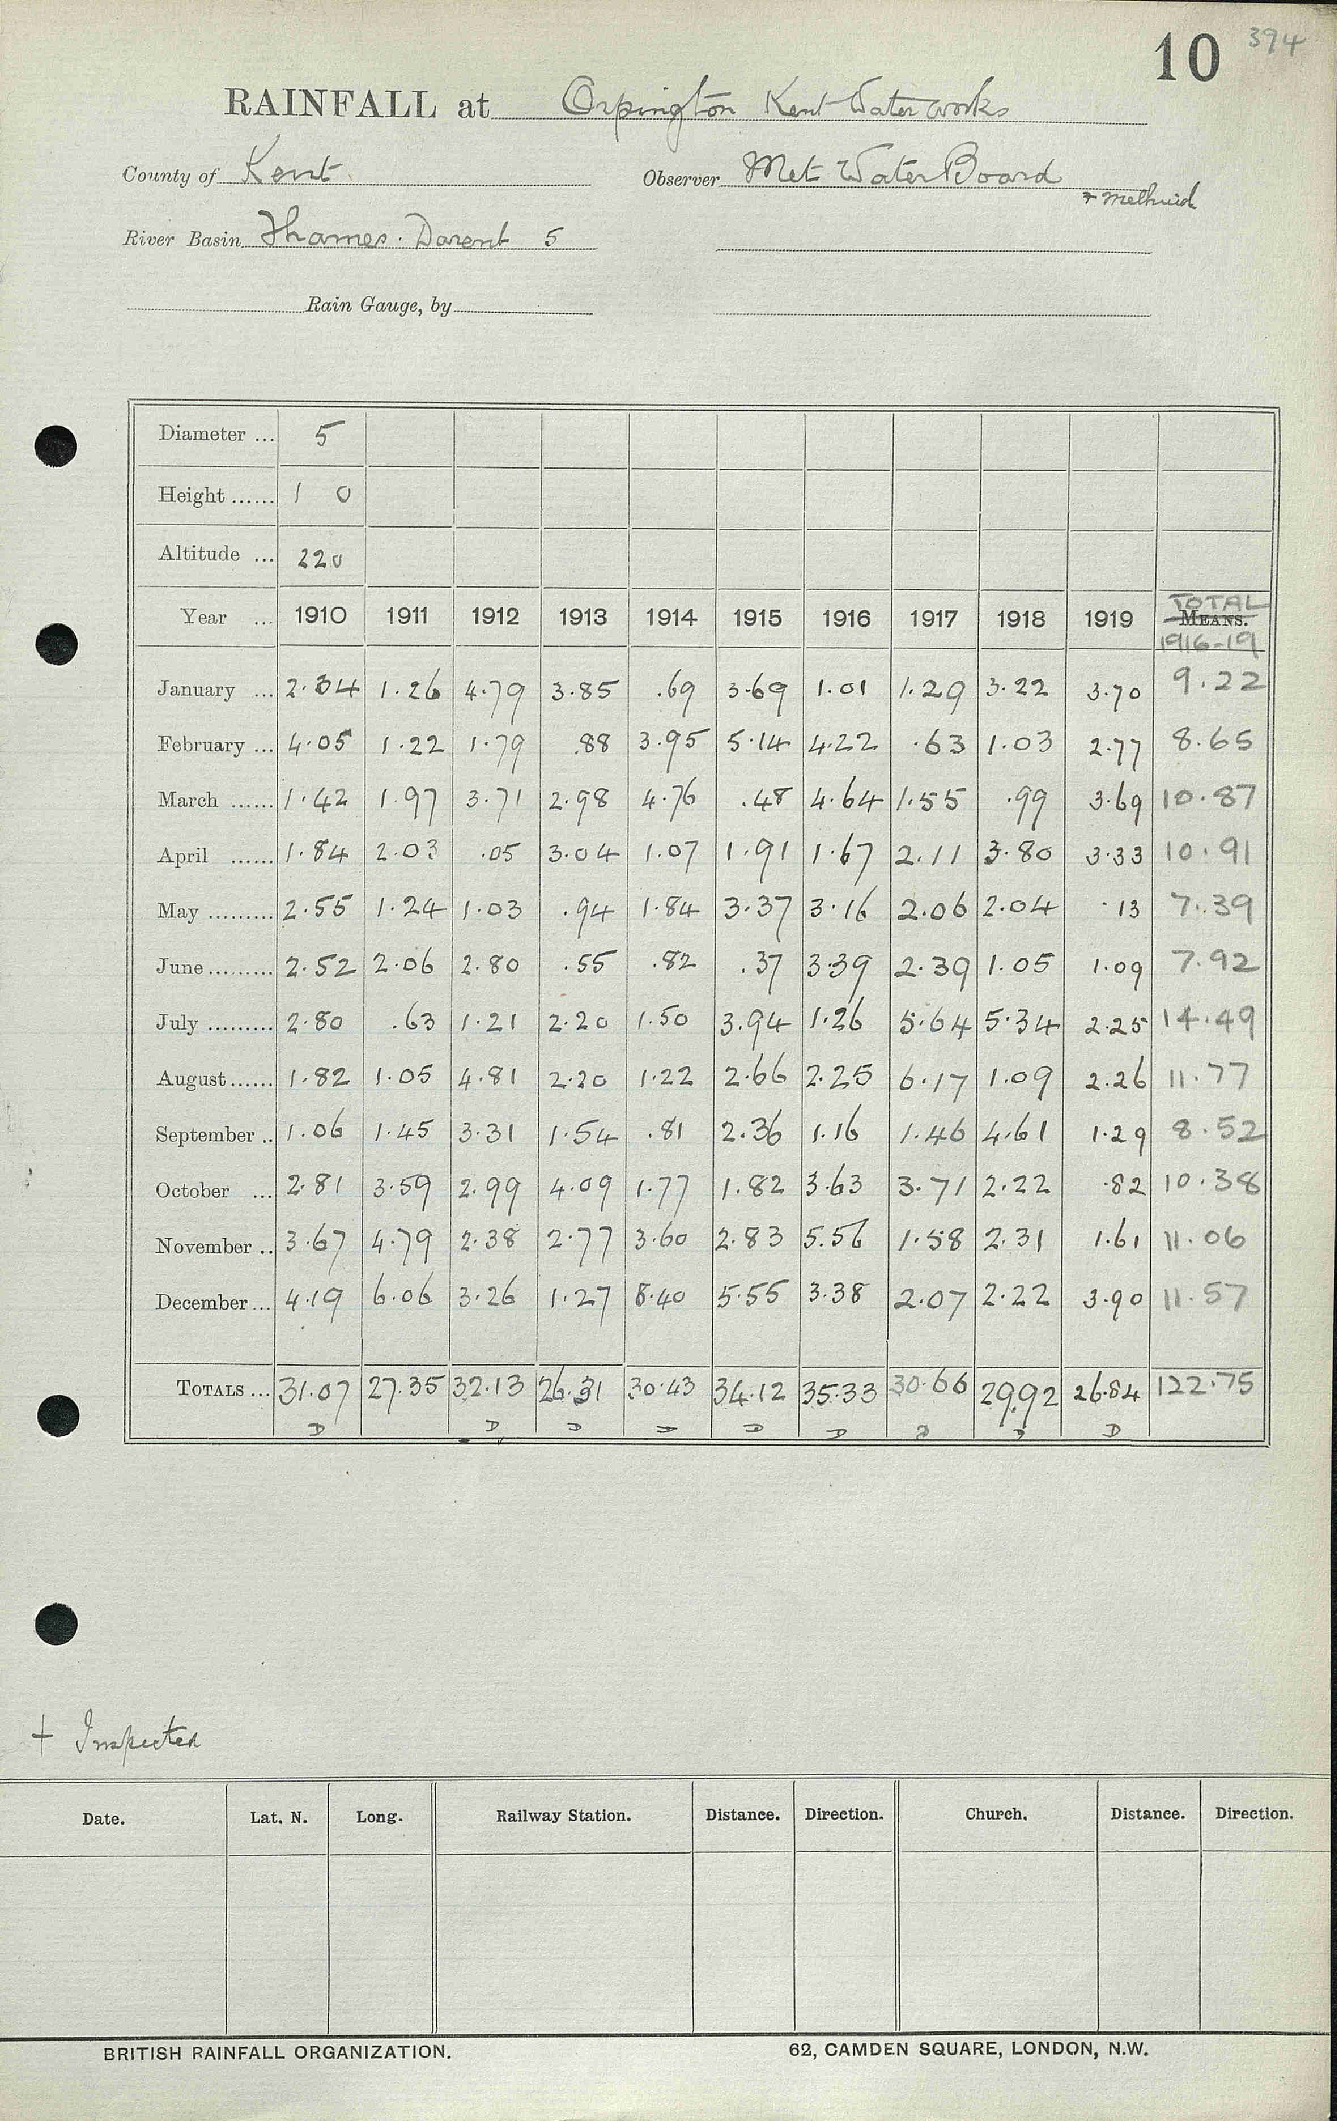 10 394
RAINFALL at Orpington Kent Waterworks
County of Kent. Observer Met Water Board
River Basin Thames. Darent 5
Rain Gauge, by
Diameter ... 5
Height ...... 1 0
Altitude ... 220
Year ... 1910 1911 1912 1913 1914 1915 1916 1917 1918 1919 TOTAL MEANS. 1916-19
January ... 2.34 1.26 4.79 3.85 .69 3.69 1.01 1.29 3.22 3.70 9.22
February ... 4.05 1.22 1.79 .88 3.95 5.14 4.22 .63 1.03 2.77 8.65
March ...... 1.42 1.97 3.71 2.98 4.76 .48 4.64 1.55 .99 3.69 10.87
April ...... 1.84 2.03 .05 3.04 1.07 1.91 1.67 2.11 3.80 3.33 10.91
May ......... 2.55 1.24 1.03 .94 1.84 3.37 3.16 2.06 2.04 .13 7.39
June ......... 2.52 2.06 2.80 .55 .82 .37 3.39 2.39 1.05 1.09 7.92
July ......... 2.80 .63 1.21 2.20 1.50 3.94 1.26 5.64 5.34 2.25 14.49
August ...... 1.82 1.05 4.81 2.20 1.22 2.66 2.25 6.17 1.09 2.26 11.77
September .. 1.06 1.45 3.31 1.54 .81 2.36 1.16 1.46 4.61 1.29 8.52
October ... 2.81 3.59 2.99 4.09 1.77 1.82 3.63 3.71 2.22 .82 10.38
November .. 3.67 4.79 2.38 2.77 3.60 2.83 5.56 1.58 2.31 1.61 11.06
December ... 4.19 6.06 3.26 1.27 8.40 5.55 3.38 2.07 2.22 3.90 11.57
TOTALS ... 31.07 27.35 32.13 26.31 30.43 34.12 35.33 30.66 29.92 26.84 122.75
D D D D D D D D D
+ Inspected
Date. Lat. N. Long. Railway Station. Distance. Direction. Church. Distance. Direction.
BRITISH RAINFALL ORGANIZATION. 62, CAMDEN SQUARE, LONDON, N.W.